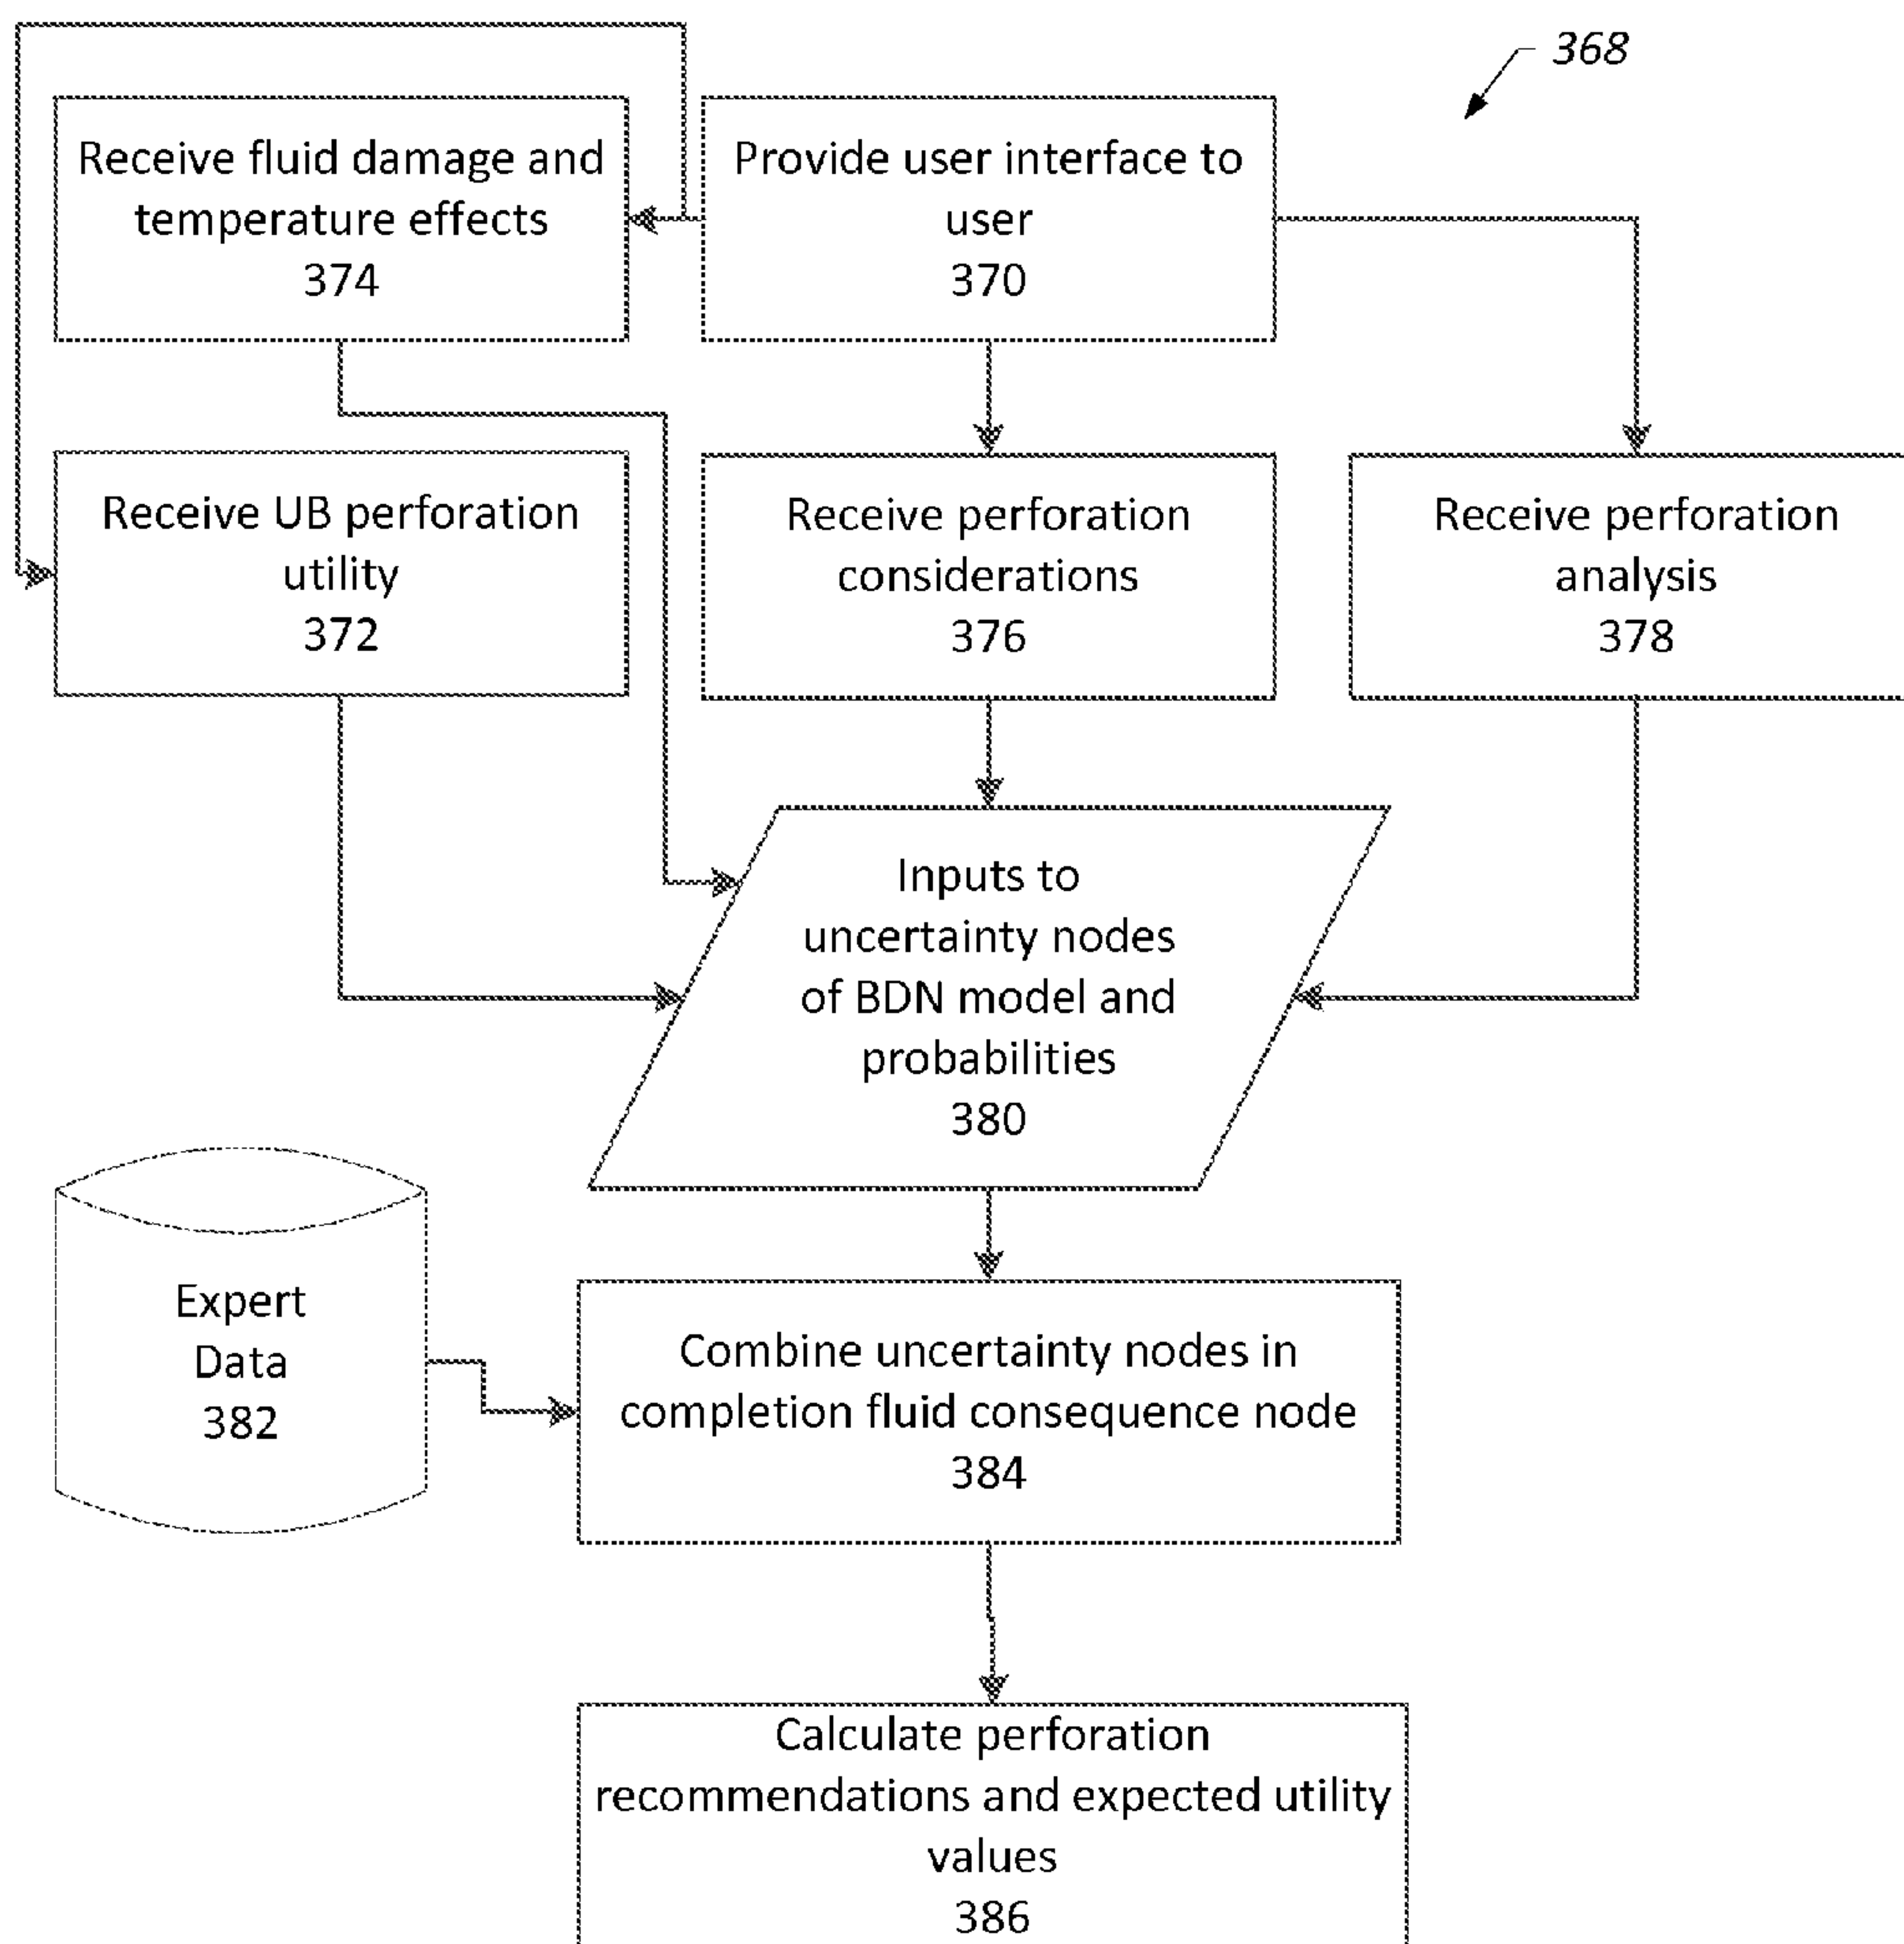 368
Receive fluid damage and
temperature effects
374
Provide user interface to
user
370
Receive UB perforation
utility
372
Receive perforation
considerations
376
Receive perforation
analysis
378
Inputs to
uncertainty nodes
of BDN model and
probabilities
380
Expert
Data
382
Combine uncertainty nodes in
completion fluid consequence node
384
Calculate perforation
recommendations and expected utility
values
386